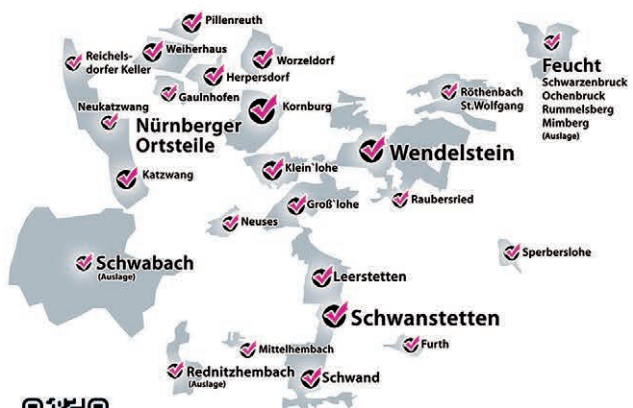 Pillenreuth
Weiherhaus
Reichels-
dorfer Keller
Worzeldorf
Herpersdorf
Gaulnhofen
Neukatzwang
Kornburg
Nürnberger
Ortsteile
Katzwang
Feucht
Schwarzenbruck
Ochenbruck
Rummelsberg
Mimberg
(Auslage)
Röthenbach
St.Wolfgang
Wendelstein
Klein`lohe
Raubersried
Groß`lohe
Neuses
Sperberslohe
Schwabach
(Auslage)
Leerstetten
Schwanstetten
Mittelhembach
Furth
Rednitzhembach
(Auslage)
Schwand